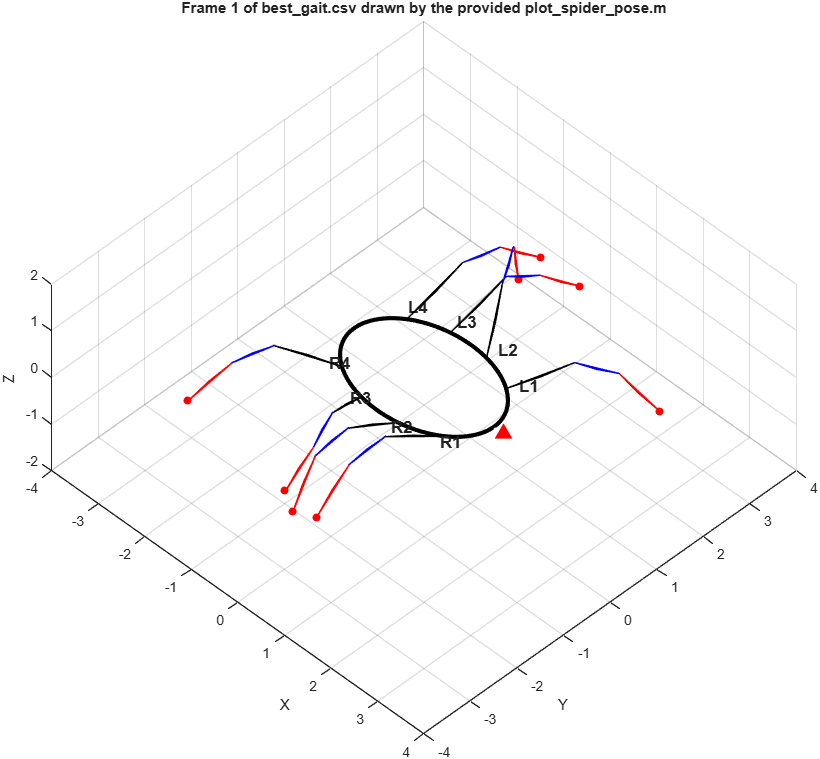 Frame 1 of best_gait.csv drawn by the provided plot_spider_pose.m
2
1
0
-1
-2
Z
L4
L3
L2
L1
R4
R3
R2
R1
-4
-3
-2
-1
0
1
2
3
4
X
-4
-3
-2
-1
0
1
2
3
4
Y